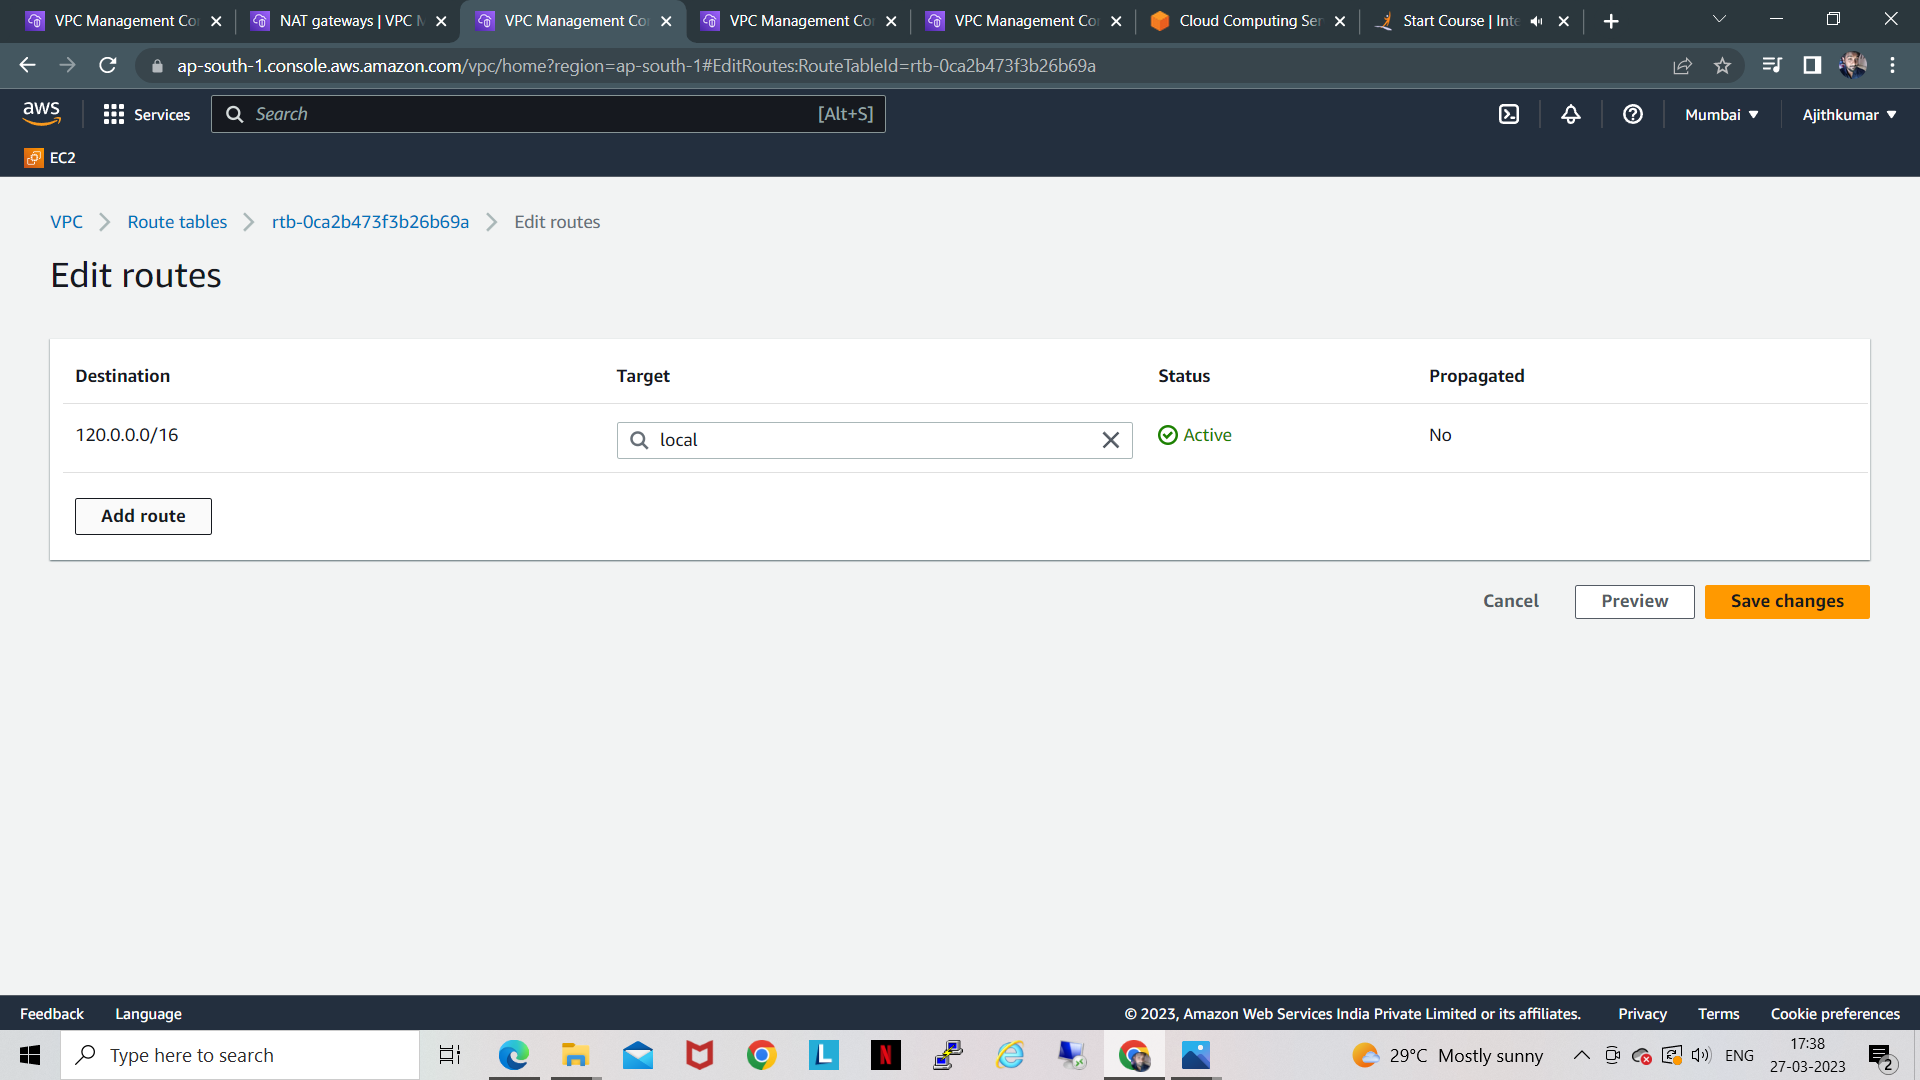 VPC Management Co
NAT gateways | VPC M
VPC Management Co
VPC Management Co
VPC Management Co
Cloud Computing Ser
Start Course | Inte
ap-south-1.console.aws.amazon.com/vpc/home?region=ap-south-1#EditRoutes:RouteTableId=rtb-0ca2b473f3b26b69a
aws
Services
Search
[Alt+S]
Mumbai
Ajithkumar
EC2
VPC
Route tables
rtb-0ca2b473f3b26b69a
Edit routes
Edit routes
Destination
Target
Status
Propagated
120.0.0.0/16
local
Active
No
Add route
Cancel
Preview
Save changes
Feedback
Language
© 2023, Amazon Web Services India Private Limited or its affiliates.
Privacy
Terms
Cookie preferences
Type here to search
L
N
29°C Mostly sunny
ENG
17:38
27-03-2023
2